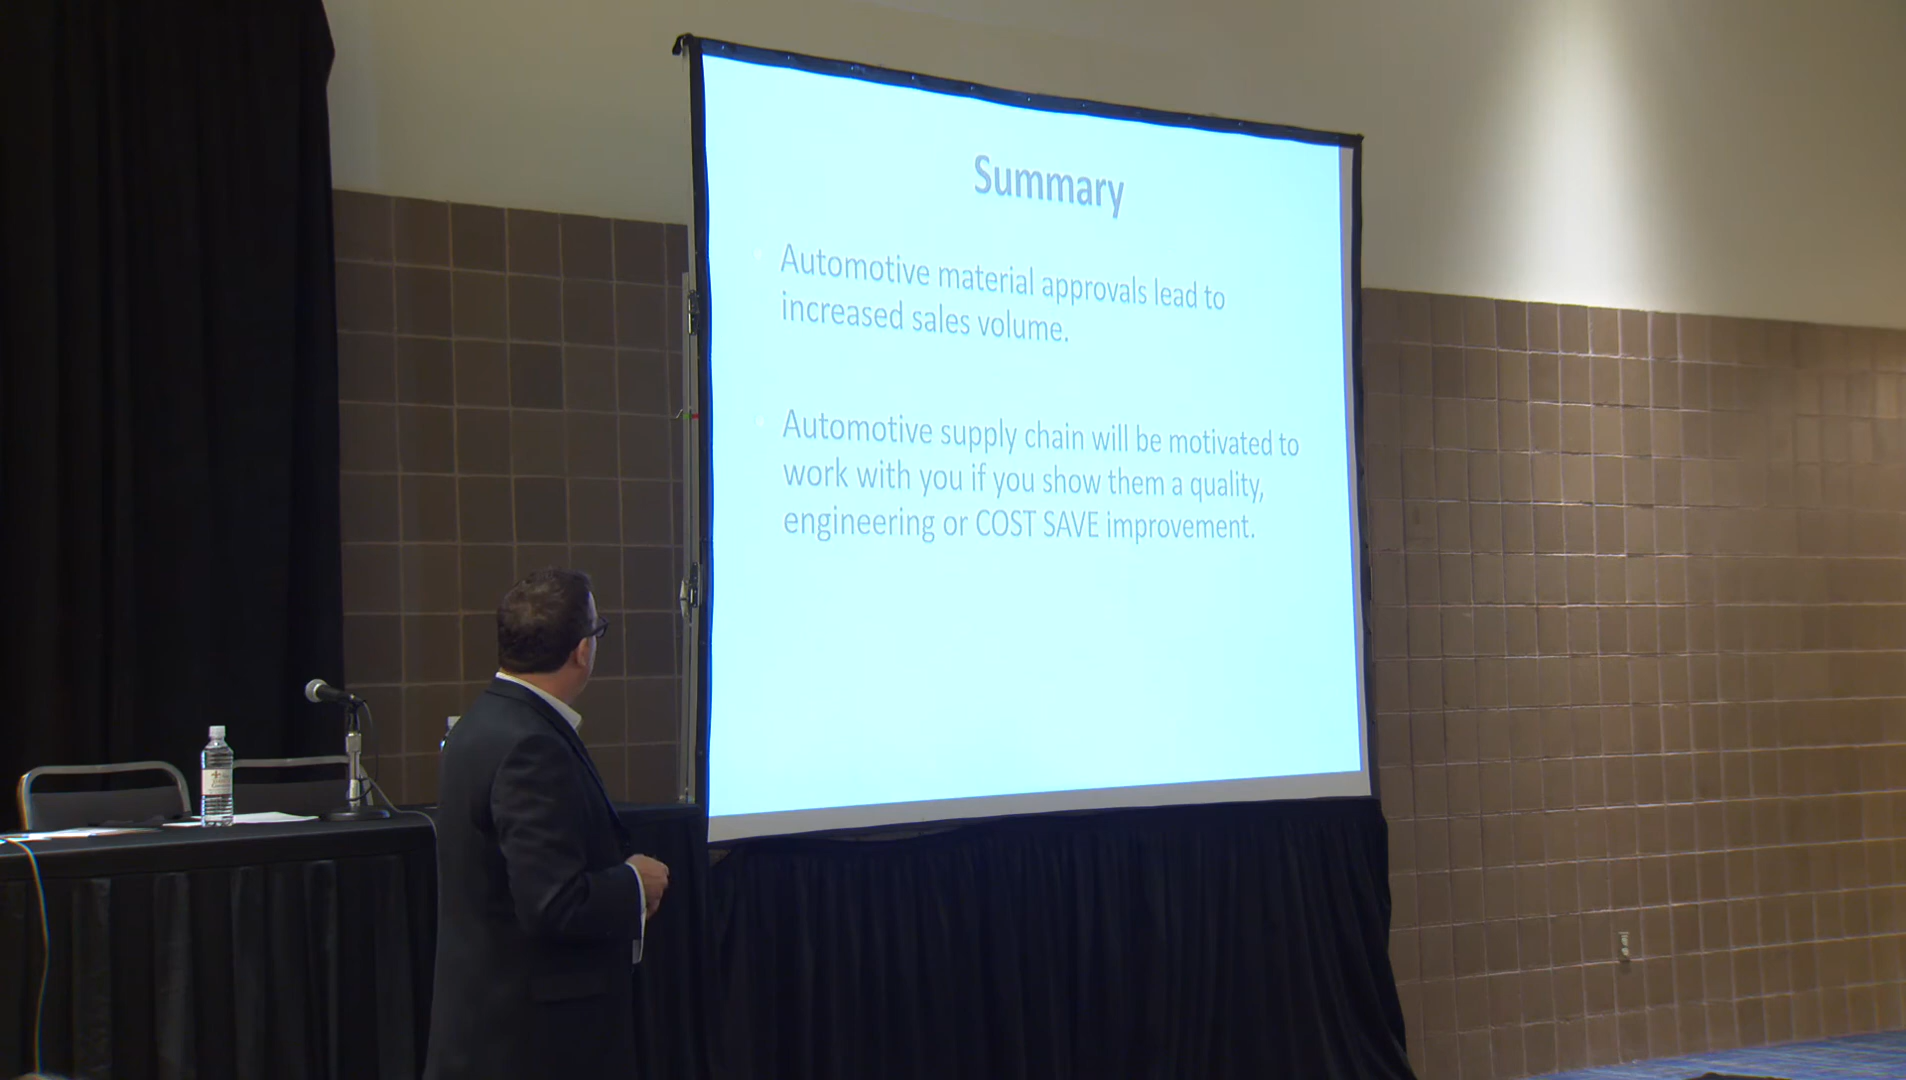 Summary
Automotive material approvals lead to
increased sales volume.
Automotive supply chain will be motivated to
work with you if you show them a quality,
engineering or COST SAVE improvement.